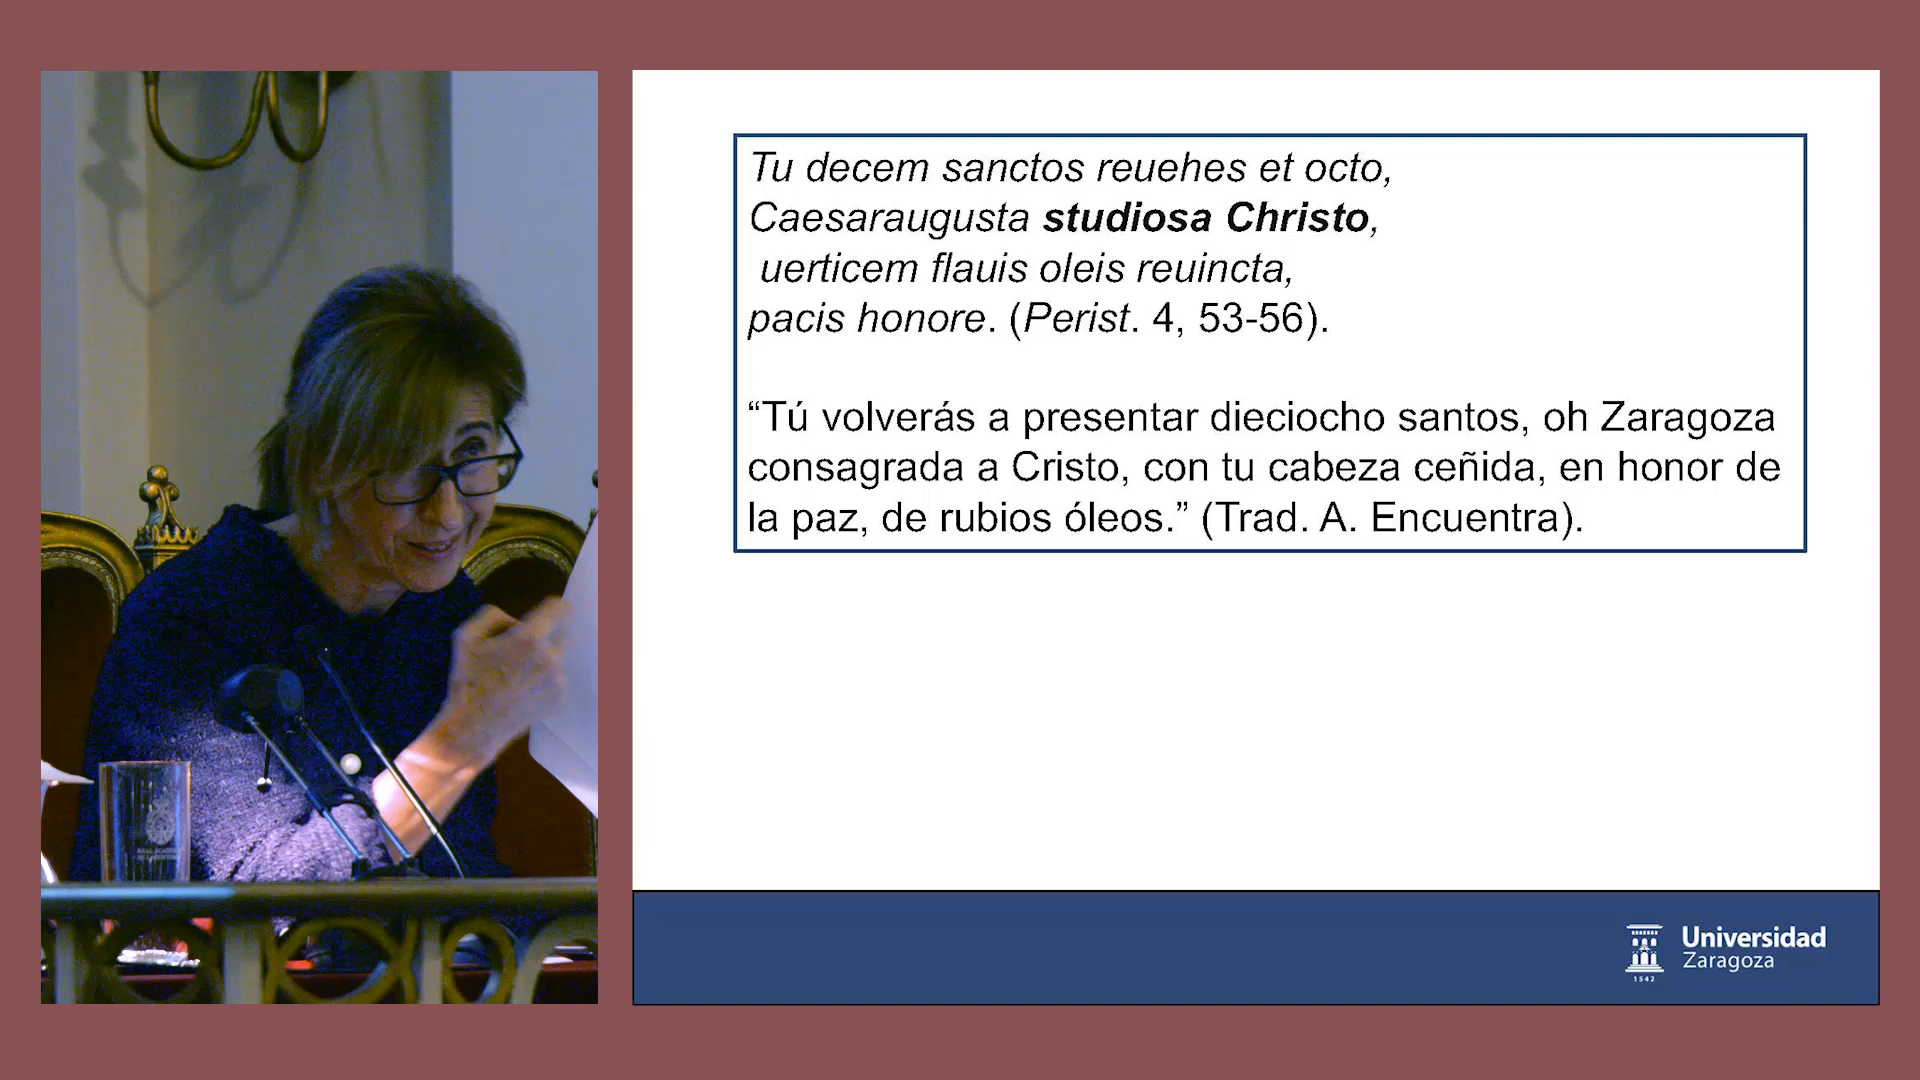 Tu decem sanctos reuehes et octo,
Caesaraugusta studiosa Christo,
uerticem flauis oleis reuincta,
pacis honore. (Perist. 4, 53-56).
“Tú volverás a presentar dieciocho santos, oh Zaragoza
consagrada a Cristo, con tu cabeza ceñida, en honor de
la paz, de rubios óleos.” (Trad. A. Encuentra).
Universidad
Zaragoza
1542